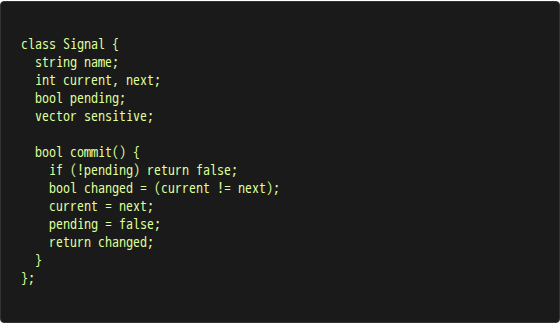 class Signal {
string name;
int current, next;
bool pending;
vector sensitive;
bool commit() {
if (!pending) return false;
bool changed = (current != next);
current = next;
pending = false;
return changed;
}
};